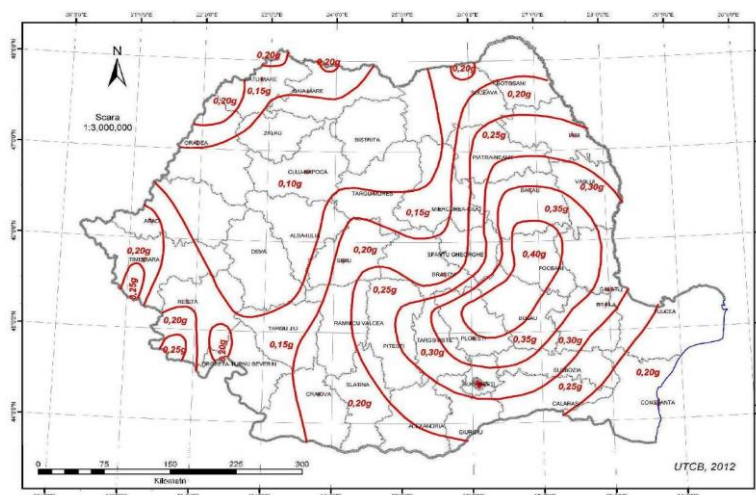 N
Scara
1:3,000,000
0,20g
0,20g
0,20g
SATU MARE
0,15g
BAIA MARE
0,20g
BOTOSANI
SUCEAVA
0,20g
ZALAU
0,25g
IASI
ORADEA
BISTRITA
PIATRA NEAMT
CLUJ-NAPOCA
0,10g
VASLUI
0,30g
TARGU MURES
BACAU
0,15g
MIERCUREA-CIUC
0,35g
ARAD
ALBA IULIA
0,20g
TIMISOARA
DEVA
0,20g
SIBIU
SFANTU GHEORGHE
0,40g
BRASOV
FOCSANI
0,25g
0,25g
GALATI
RESITA
BRAILA
TULCEA
0,20g
RAMNICU VALCEA
BUZAU
TARGU JIU
0,15g
PITESTI
TARGOVISTE
PLOIESTI
0,35g
0,30g
0,25g
0,20g
0,30g
DROBETA-TURNU SEVERIN
SLOBOZIA
0,20g
0,25g
CRAIOVA
SLATINA
0,20g
CALARASI
CONSTANTA
ALEXANDRIA
GIURGIU
0 75 150 225 300
Kilometri
UTCB, 2012